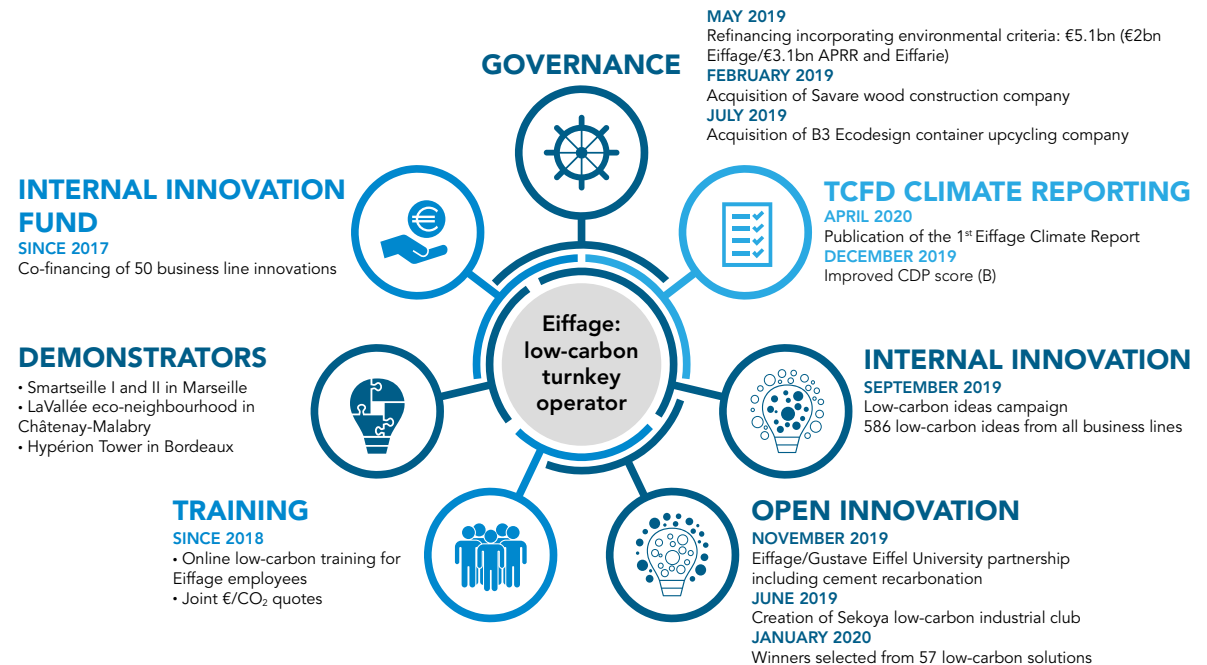 GOVERNANCE
MAY 2019
Refinancing incorporating environmental criteria: €5.1bn (€2bn
Eiffage/€3.1bn APRR and Eiffarie)
FEBRUARY 2019
Acquisition of Savare wood construction company
JULY 2019
Acquisition of B3 Ecodesign container upcycling company
INTERNAL INNOVATION
FUND
SINCE 2017
Co-financing of 50 business line innovations
€
TCFD CLIMATE REPORTING
APRIL 2020
Publication of the 1st Eiffage Climate Report
DECEMBER 2019
Improved CDP score (B)
Eiffage:
low-carbon
turnkey
operator
DEMONSTRATORS
• Smartseille I and II in Marseille
• LaVallée eco-neighbourhood in
Châtenay-Malabry
• Hypérion Tower in Bordeaux
INTERNAL INNOVATION
SEPTEMBER 2019
Low-carbon ideas campaign
586 low-carbon ideas from all business lines
TRAINING
SINCE 2018
• Online low-carbon training for
Eiffage employees
• Joint €/CO₂ quotes
OPEN INNOVATION
NOVEMBER 2019
Eiffage/Gustave Eiffel University partnership
including cement recarbonation
JUNE 2019
Creation of Sekoya low-carbon industrial club
JANUARY 2020
Winners selected from 57 low-carbon solutions